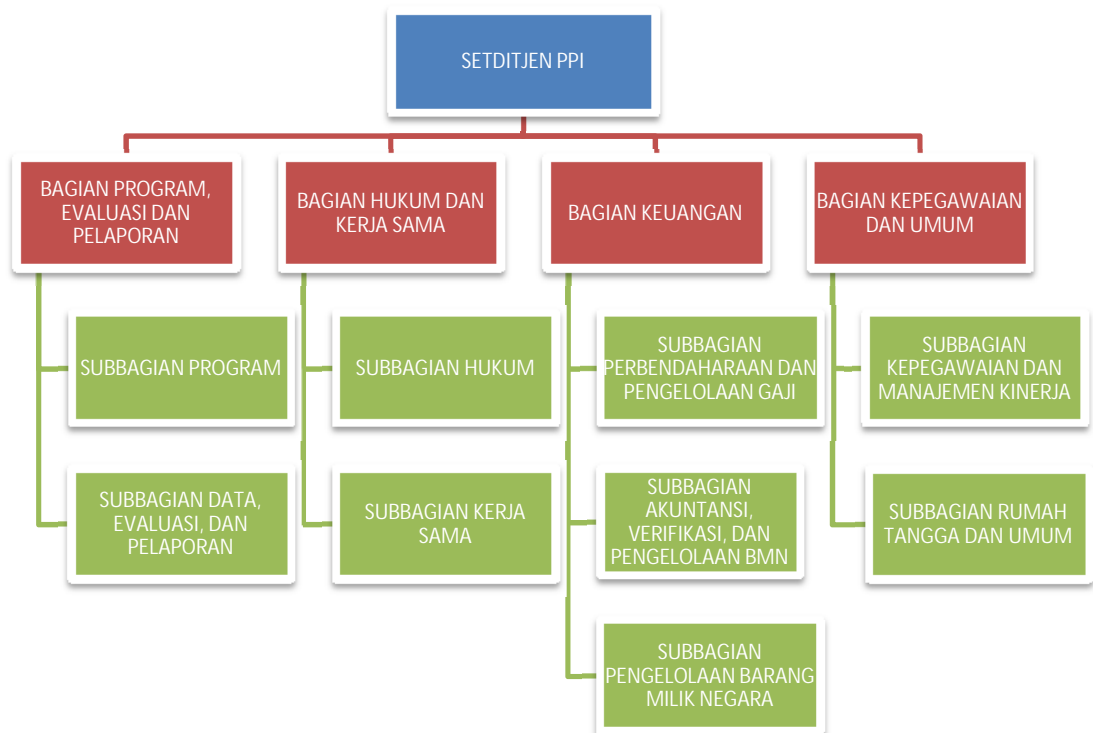 SETDITJEN PPI
BAGIAN PROGRAM,
EVALUASI DAN
PELAPORAN
BAGIAN HUKUM DAN
KERJA SAMA
BAGIAN KEUANGAN
BAGIAN KEPEGAWAIAN
DAN UMUM
SUBBAGIAN PROGRAM
SUBBAGIAN HUKUM
SUBBAGIAN
PERBENDAHARAAN DAN
PENGELOLAAN GAJI
SUBBAGIAN
KEPEGAWAIAN DAN
MANAJEMEN KINERJA
SUBBAGIAN DATA,
EVALUASI, DAN
PELAPORAN
SUBBAGIAN KERJA
SAMA
SUBBAGIAN
AKUNTANSI,
VERIFIKASI, DAN
PENGELOLAAN BMN
SUBBAGIAN RUMAH
TANGGA DAN UMUM
SUBBAGIAN
PENGELOLAAN BARANG
MILIK NEGARA